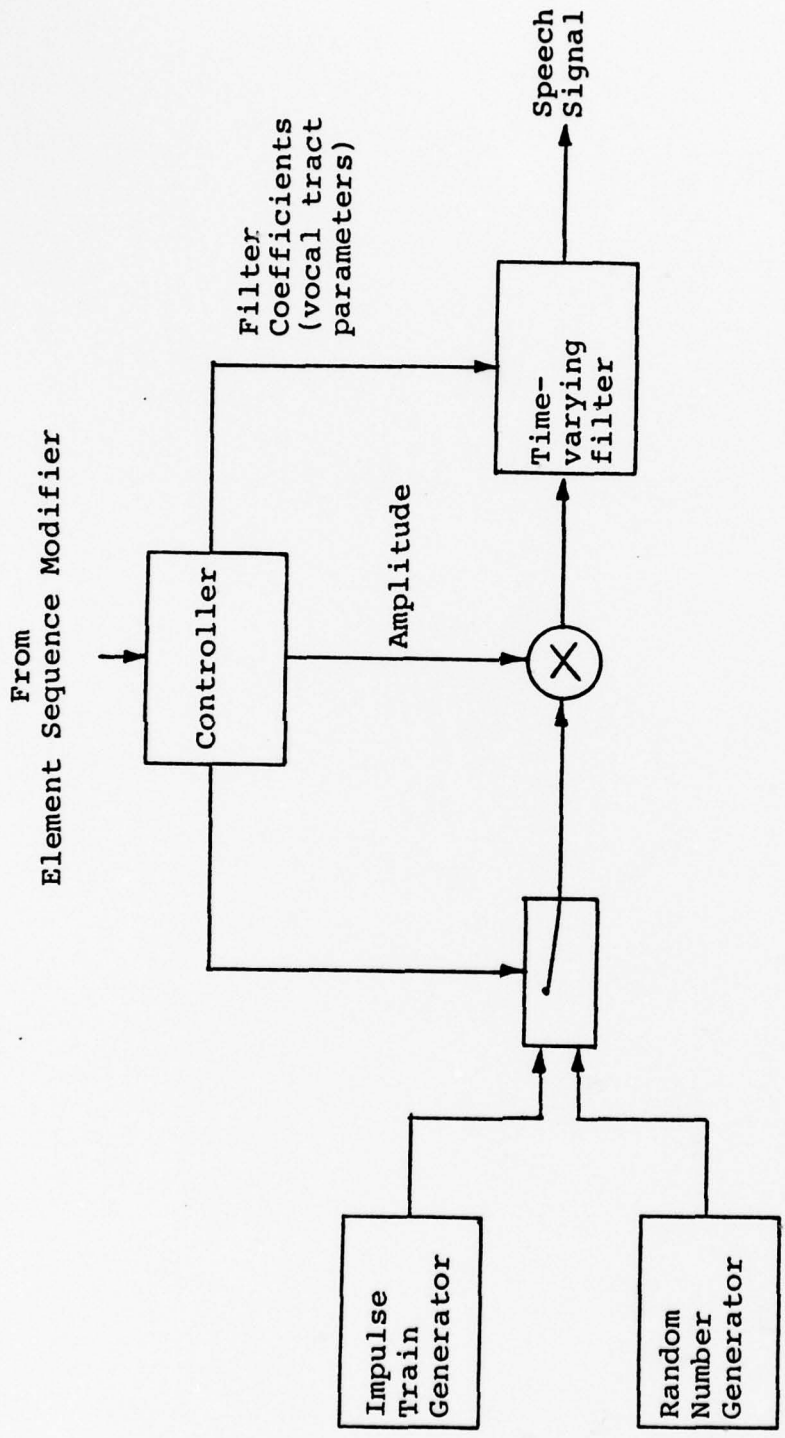 From
Element Sequence Modifier
Controller
Filter
Coefficients
(vocal tract
parameters)
Amplitude
Impulse
Train
Generator
Random
Number
Generator
Time-
varying
filter
Speech
Signal